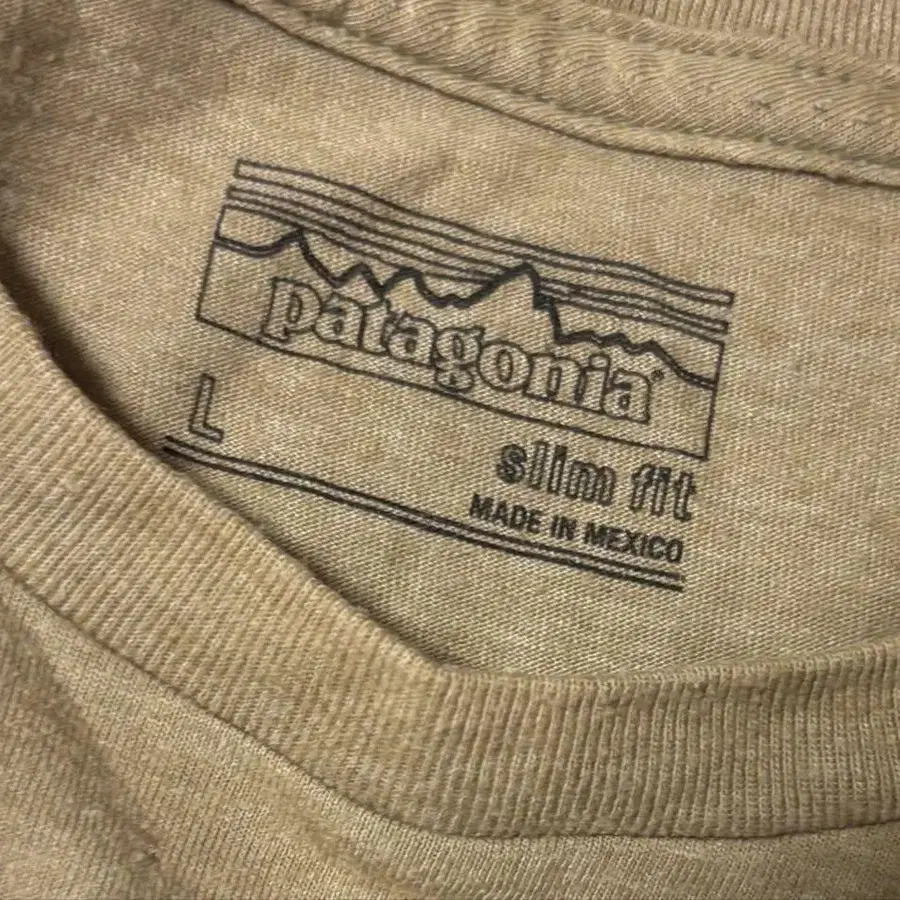 patagonia®
L
slim fit
MADE IN MEXICO